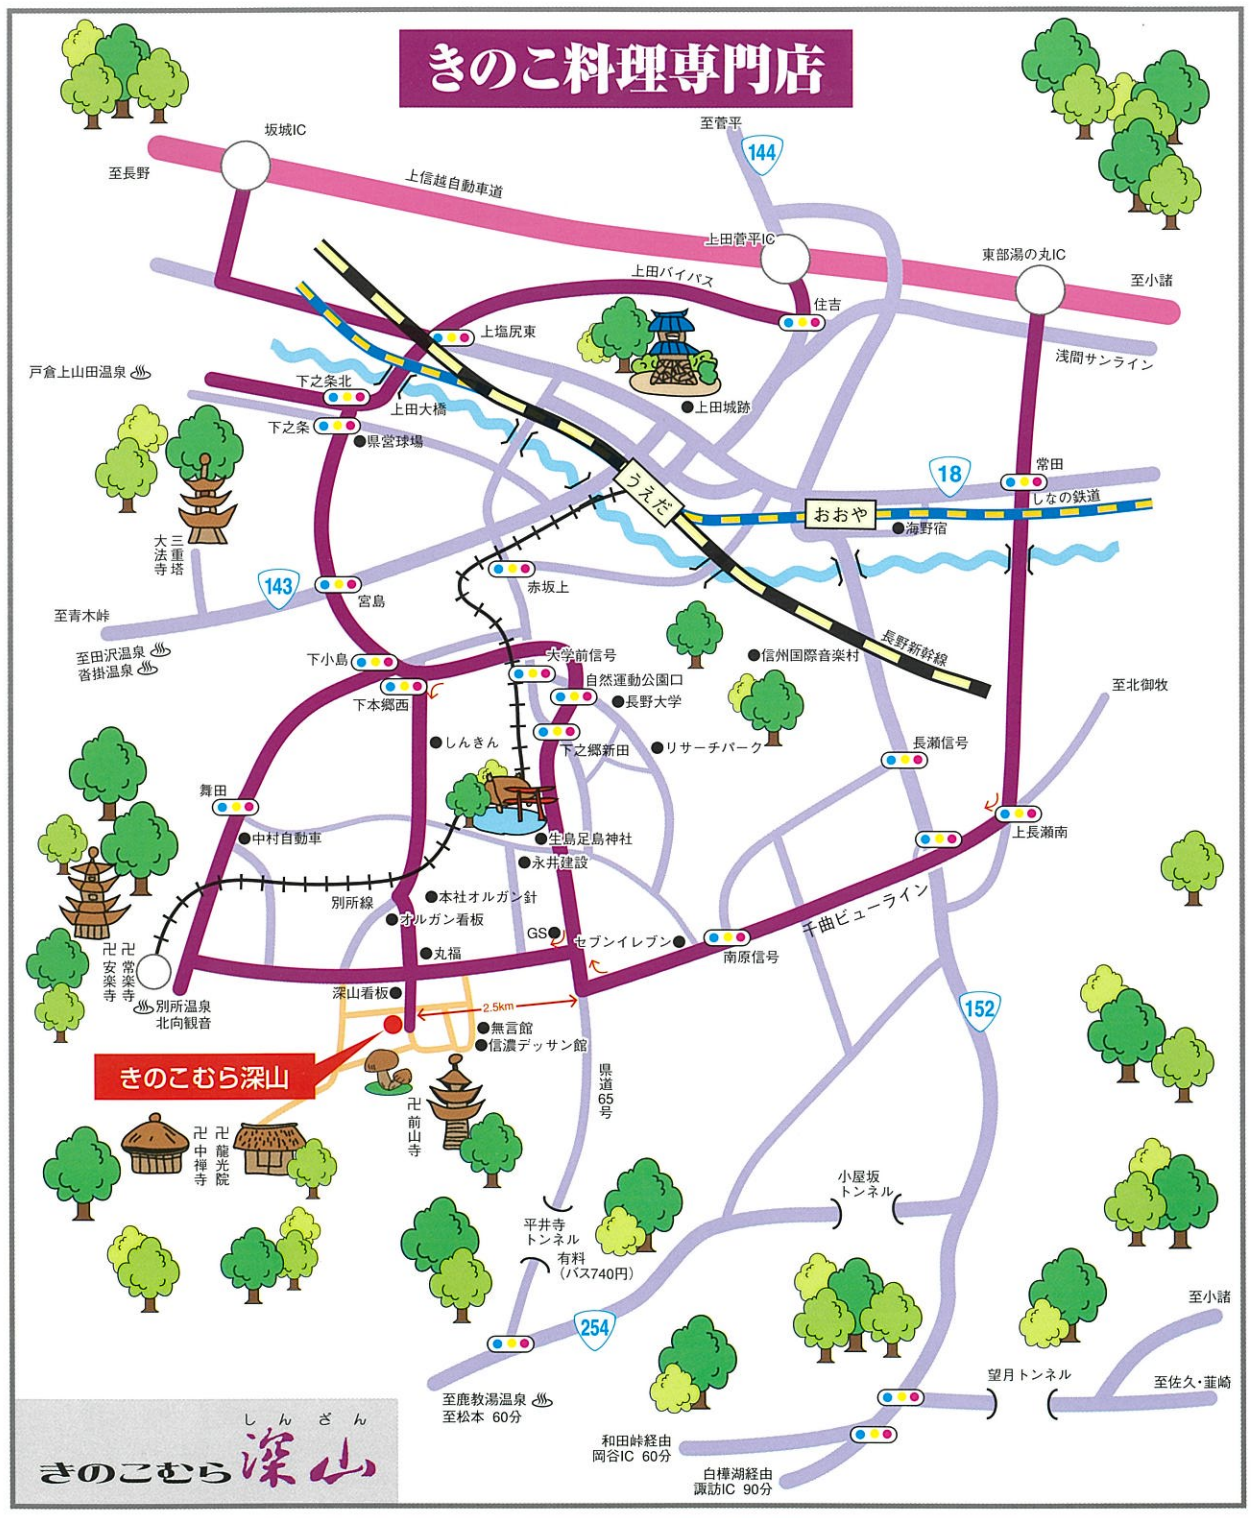 きのこ料理専門店
至菅平
144
坂城IC
至長野
上信越自動車道
上田菅平IC
東部湯の丸IC
至小諸
上田バイパス
住吉
上塩尻東
浅間サンライン
戸倉上山田温泉
下之条北
上田大橋
上田城跡
下之条
県営球場
うえだ
18
常田
しなの鉄道
おおや
海野宿
三重塔
大法寺
143
宮島
赤坂上
至青木峠
至田沢温泉
沓掛温泉
下小島
大学前信号
信州国際音楽村
長野新幹線
自然運動公園口
長野大学
下本郷西
至北御牧
しんきん
下之郷新田
リサーチパーク
長瀬信号
舞田
中村自動車
生島足島神社
上長瀬南
永井建設
別所線
本社オルガン針
オルガン看板
千曲ビューライン
GS
セブンイレブン
丸福
南原信号
卍常楽寺
卍安楽寺
別所温泉
北向観音
深山看板
2.5km
152
無言館
信濃デッサン館
きのこむら深山
県道65号
卍前山寺
卍龍光院
卍中禅寺
小屋坂
トンネル
平井寺
トンネル
有料
(バス740円)
254
至小諸
望月トンネル
至佐久・韮崎
至鹿教湯温泉
至松本 60分
和田峠経由
岡谷IC 60分
白樺湖経由
諏訪IC 90分
しんざん
きのこむら深山